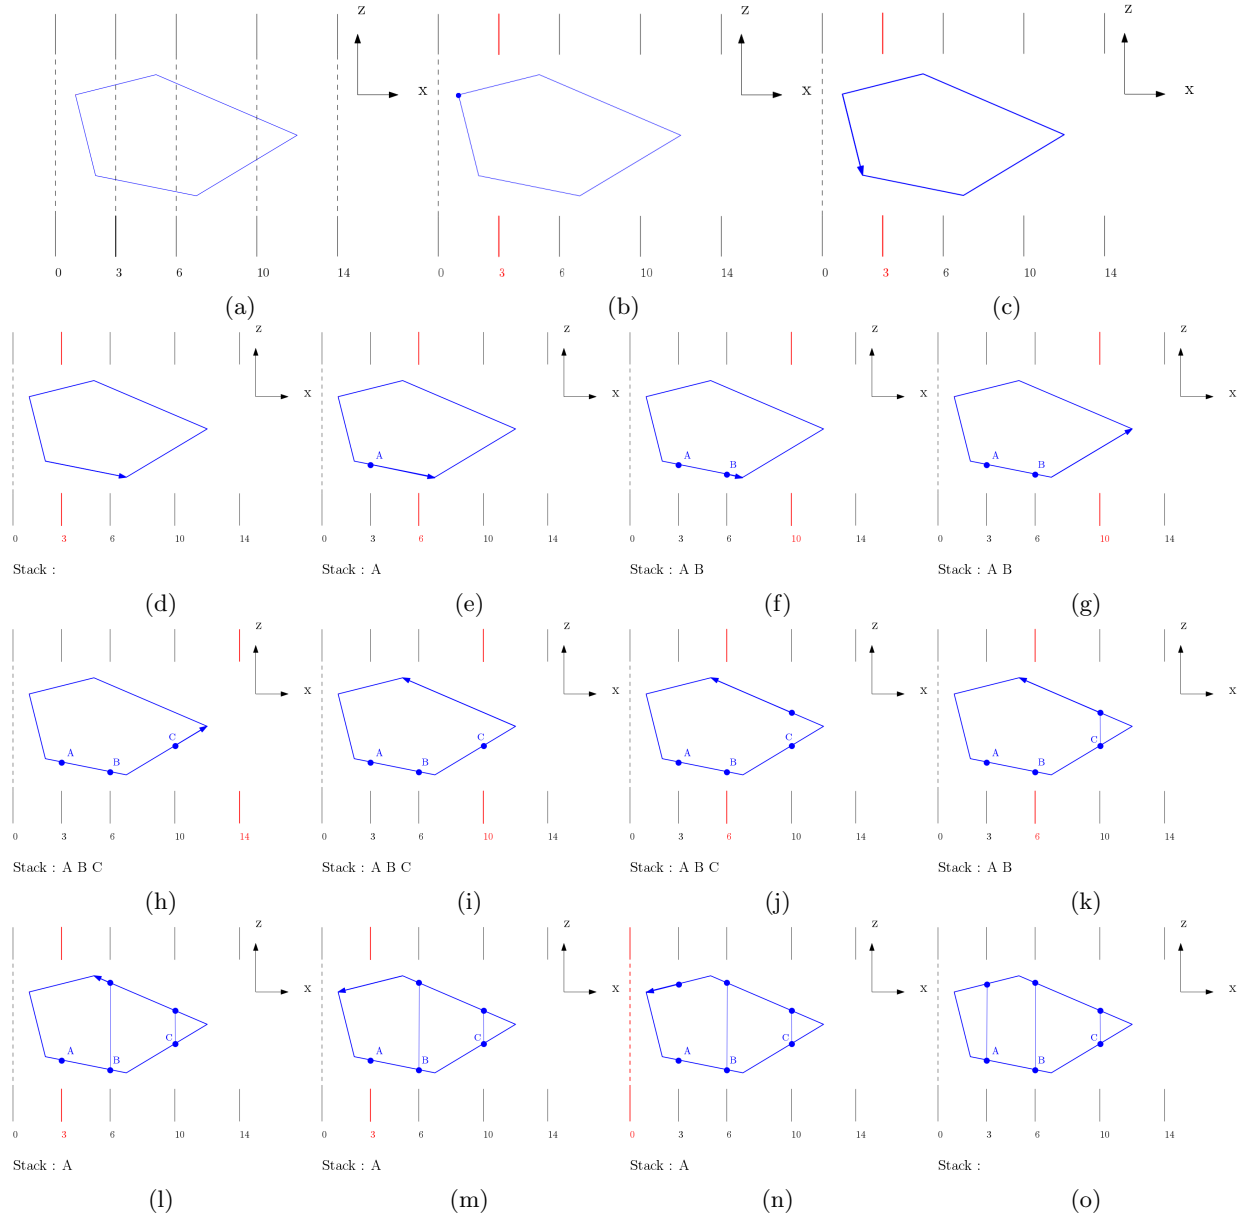 z z z
x x x
0 3 6 10 14 0 3 6 10 14 0 3 6 10 14
(a) (b) (c)
z z z z
x x x x
A A B A B
0 3 6 10 14 0 3 6 10 14 0 3 6 10 14 0 3 6 10 14
Stack : Stack : A Stack : A B Stack : A B
(d) (e) (f) (g)
z z z z
x x x x
A B C A B C A B C A B C
0 3 6 10 14 0 3 6 10 14 0 3 6 10 14 0 3 6 10 14
Stack : A B C Stack : A B C Stack : A B C Stack : A B
(h) (i) (j) (k)
z z z z
x x x x
A B C A B C A B C A B C
0 3 6 10 14 0 3 6 10 14 0 3 6 10 14 0 3 6 10 14
Stack : A Stack : A Stack : A Stack :
(l) (m) (n) (o)